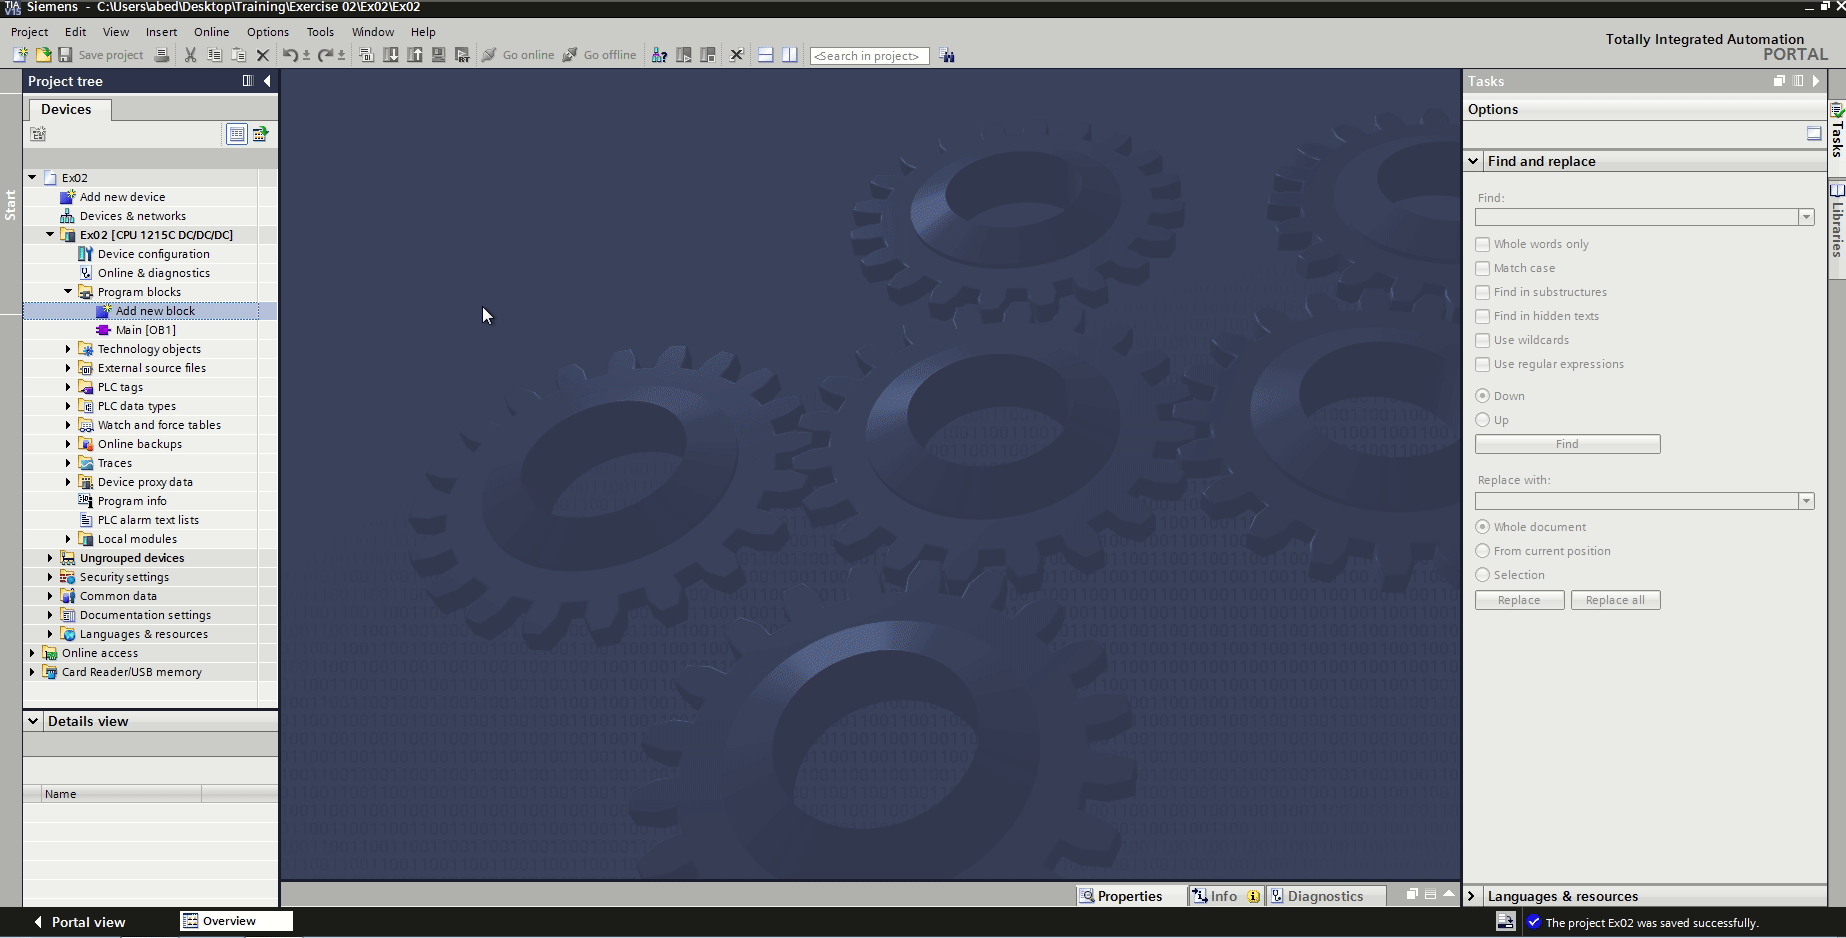 Siemens - C:\Users\abed\Desktop\Training\Exercise 02\Ex02\Ex02
Project Edit View Insert Online Options Tools Window Help
Totally Integrated Automation
PORTAL
Save project Go online Go offline <Search in project>
Project tree
Devices
Start
Ex02
Add new device
Devices & networks
Ex02 [CPU 1215C DC/DC/DC]
Device configuration
Online & diagnostics
Program blocks
Add new block
Main [OB1]
Technology objects
External source files
PLC tags
PLC data types
Watch and force tables
Online backups
Traces
Device proxy data
Program info
PLC alarm text lists
Local modules
Ungrouped devices
Security settings
Common data
Documentation settings
Languages & resources
Online access
Card Reader/USB memory
Details view
Name
Tasks
Options
Find and replace
Find:
Whole words only
Match case
Find in substructures
Find in hidden texts
Use wildcards
Use regular expressions
Down
Up
Find
Replace with:
Whole document
From current position
Selection
Replace Replace all
Languages & resources
Tasks
Libraries
Properties Info Diagnostics
Portal view Overview
The project Ex02 was saved successfully.